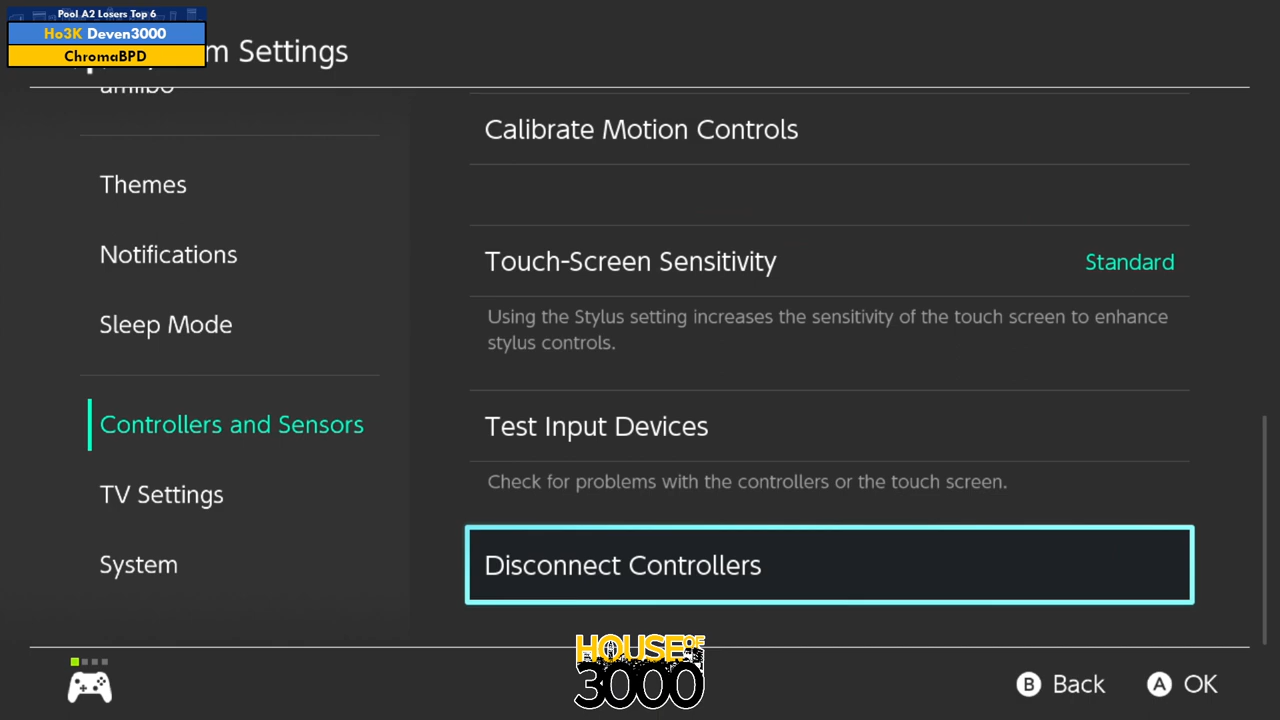 Pool A2 Losers Top 6
Ho3K Deven3000
ChromaBPD
m Settings
amiibo
Themes
Notifications
Sleep Mode
Controllers and Sensors
TV Settings
System
Calibrate Motion Controls
Touch-Screen Sensitivity Standard
Using the Stylus setting increases the sensitivity of the touch screen to enhance
stylus controls.
Test Input Devices
Check for problems with the controllers or the touch screen.
Disconnect Controllers
HOUSE OF
3000
B Back A OK